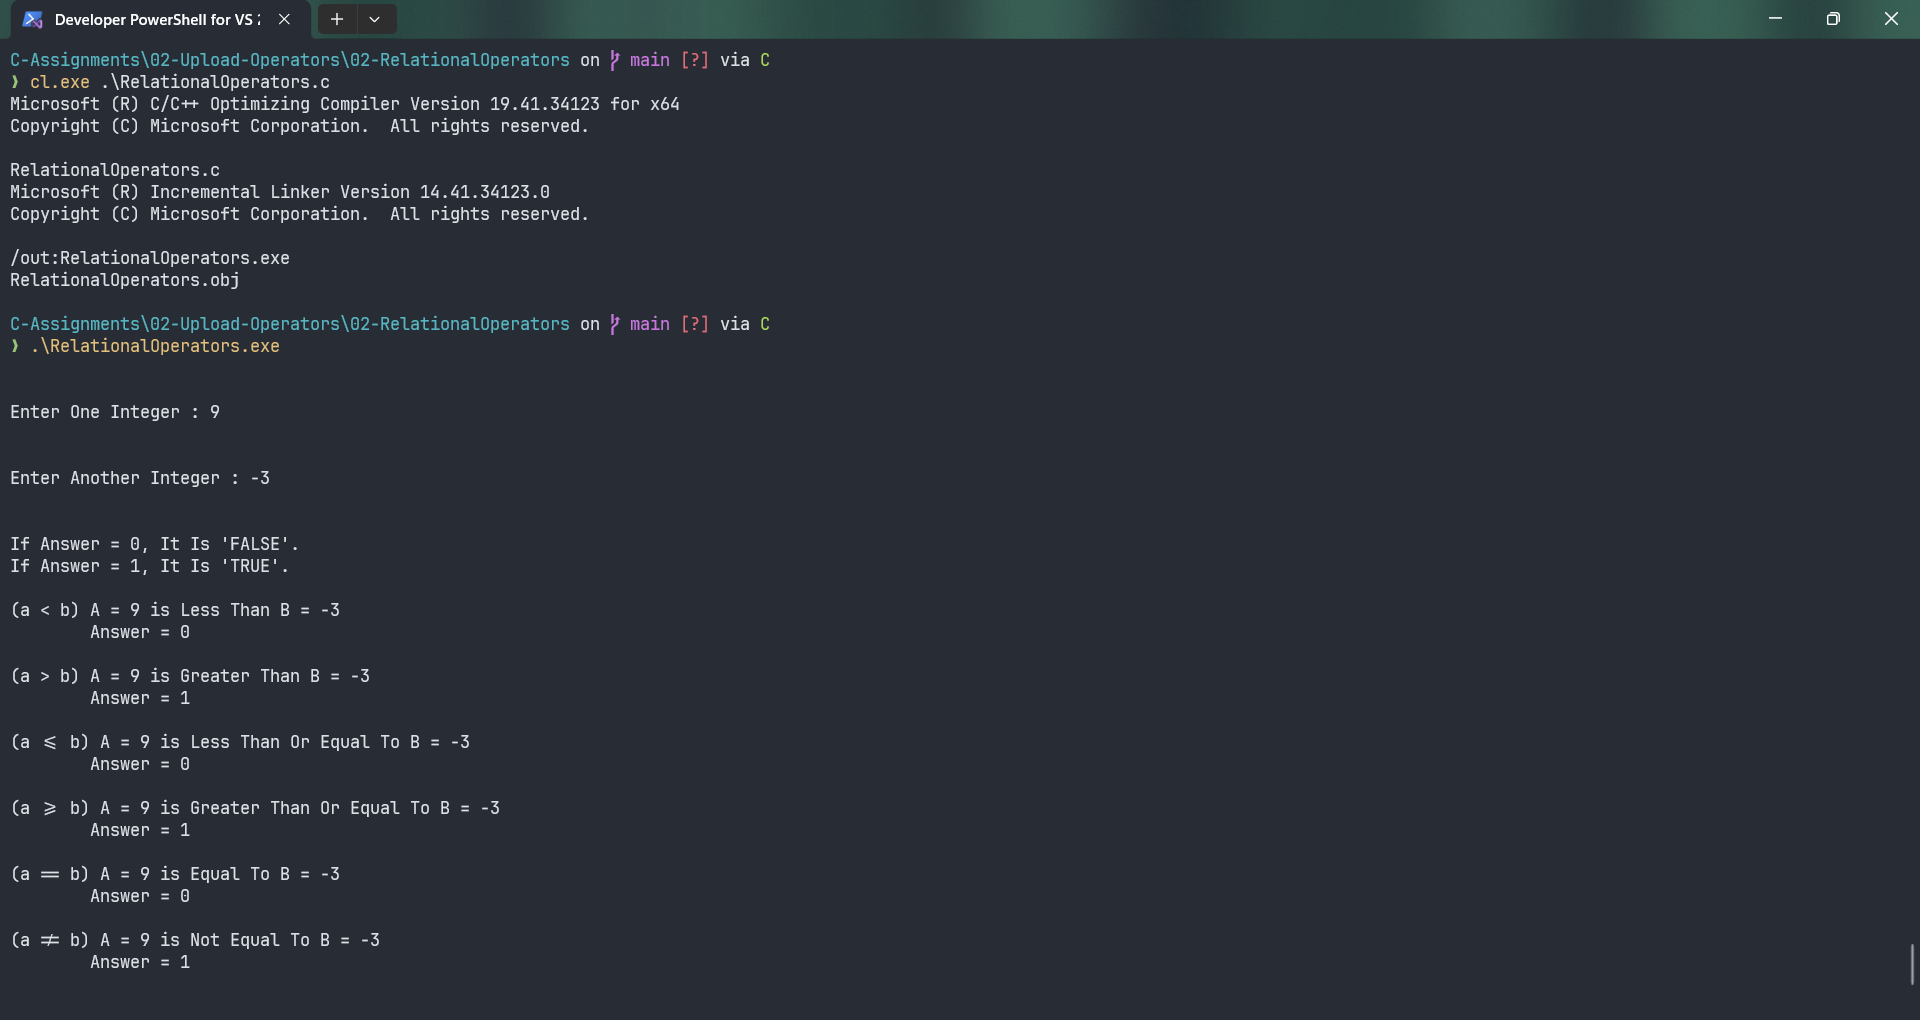 Developer PowerShell for VS 2
C-Assignments\02-Upload-Operators\02-RelationalOperators on main [?] via C
❯ cl.exe .\RelationalOperators.c
Microsoft (R) C/C++ Optimizing Compiler Version 19.41.34123 for x64
Copyright (C) Microsoft Corporation.  All rights reserved.
RelationalOperators.c
Microsoft (R) Incremental Linker Version 14.41.34123.0
Copyright (C) Microsoft Corporation.  All rights reserved.
/out:RelationalOperators.exe
RelationalOperators.obj
C-Assignments\02-Upload-Operators\02-RelationalOperators on main [?] via C
❯ .\RelationalOperators.exe
Enter One Integer : 9
Enter Another Integer : -3
If Answer = 0, It Is 'FALSE'.
If Answer = 1, It Is 'TRUE'.
(a < b) A = 9 is Less Than B = -3
Answer = 0
(a > b) A = 9 is Greater Than B = -3
Answer = 1
(a <= b) A = 9 is Less Than Or Equal To B = -3
Answer = 0
(a >= b) A = 9 is Greater Than Or Equal To B = -3
Answer = 1
(a == b) A = 9 is Equal To B = -3
Answer = 0
(a != b) A = 9 is Not Equal To B = -3
Answer = 1